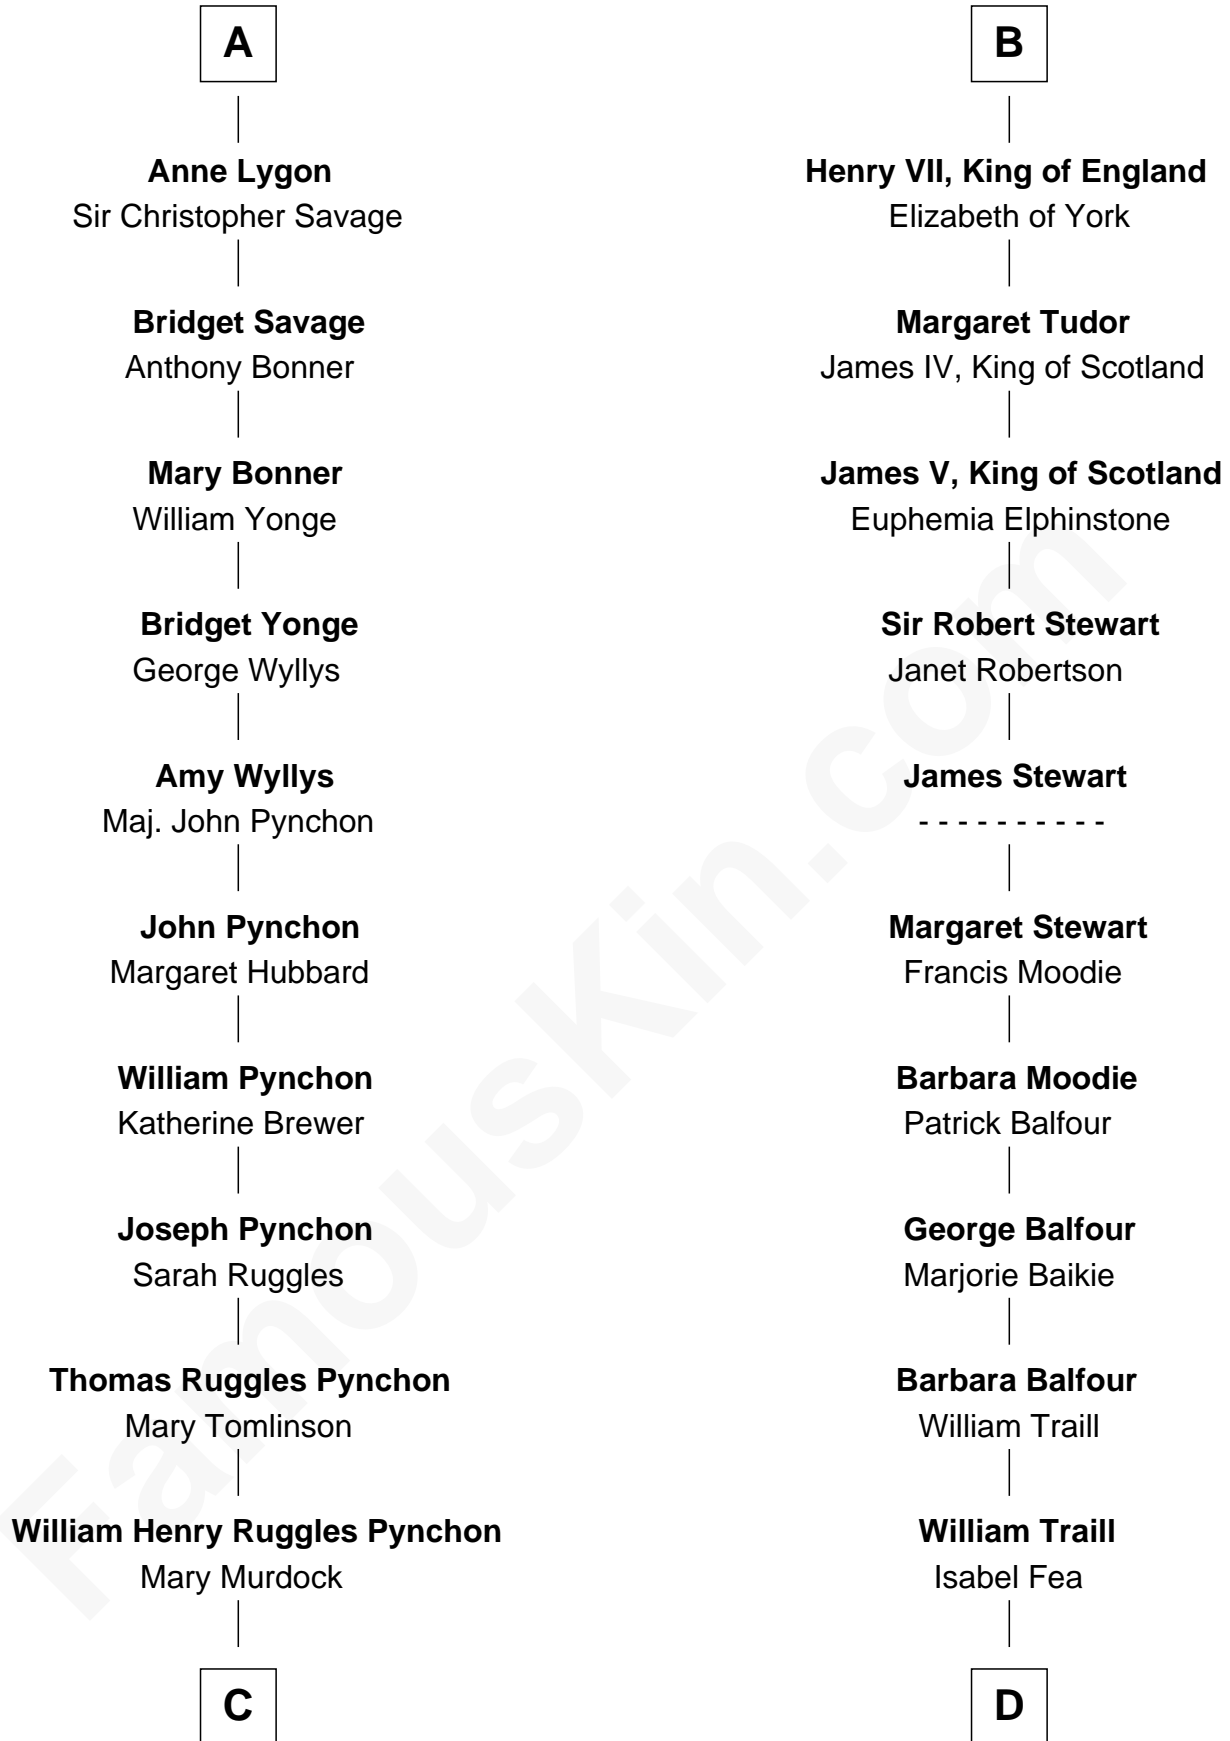 A
Anne Lygon
Sir Christopher Savage
Bridget Savage
Anthony Bonner
Mary Bonner
William Yonge
Bridget Yonge
George Wyllys
Amy Wyllys
Maj. John Pynchon
John Pynchon
Margaret Hubbard
William Pynchon
Katherine Brewer
Joseph Pynchon
Sarah Ruggles
Thomas Ruggles Pynchon
Mary Tomlinson
William Henry Ruggles Pynchon
Mary Murdock
C
B
Henry VII, King of England
Elizabeth of York
Margaret Tudor
James IV, King of Scotland
James V, King of Scotland
Euphemia Elphinstone
Sir Robert Stewart
Janet Robertson
James Stewart
- - - - - - - - - -
Margaret Stewart
Francis Moodie
Barbara Moodie
Patrick Balfour
George Balfour
Marjorie Baikie
Barbara Balfour
William Traill
William Traill
Isabel Fea
D
FamousKin.com